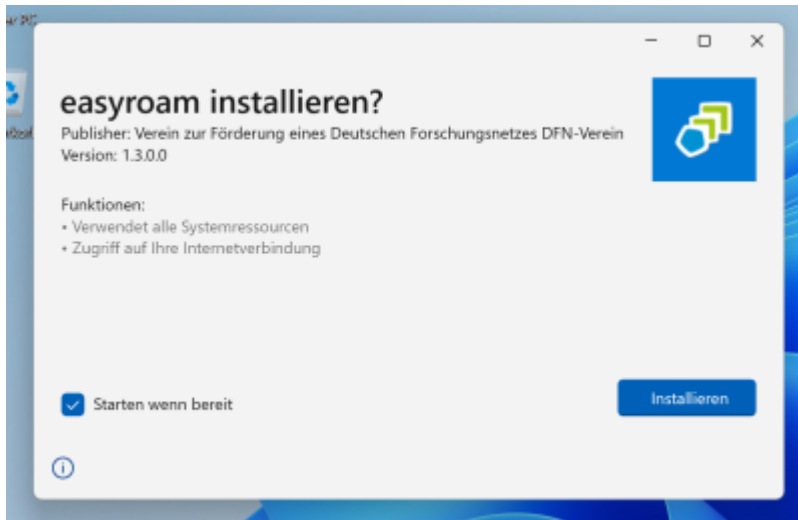 easyroam installieren?
Publisher: Verein zur Förderung eines Deutschen Forschungsnetzes DFN-Verein
Version: 1.3.0.0
Funktionen:
• Verwendet alle Systemressourcen
• Zugriff auf Ihre Internetverbindung
Starten wenn bereit
Installieren